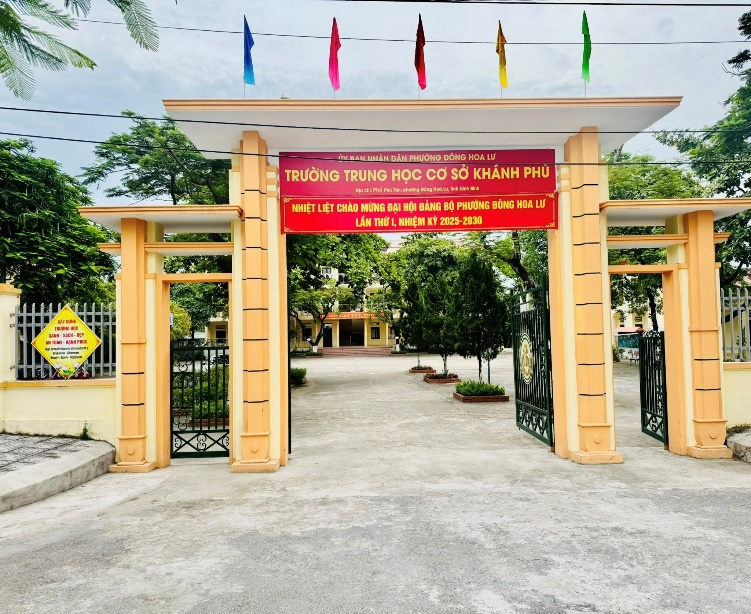 ỦY BAN NHÂN DÂN PHƯỜNG ĐÔNG HOA LƯ
TRƯỜNG TRUNG HỌC CƠ SỞ KHÁNH PHÚ
Địa chỉ: Phố Phú Tân, phường Đông Hoa Lư, tỉnh Ninh Bình
NHIỆT LIỆT CHÀO MỪNG ĐẠI HỘI ĐẢNG BỘ PHƯỜNG ĐÔNG HOA LƯ
LẦN THỨ I, NHIỆM KỲ 2025-2030
XÂY DỰNG
TRƯỜNG HỌC
XANH - SẠCH - ĐẸP
AN TOÀN - HẠNH PHÚC